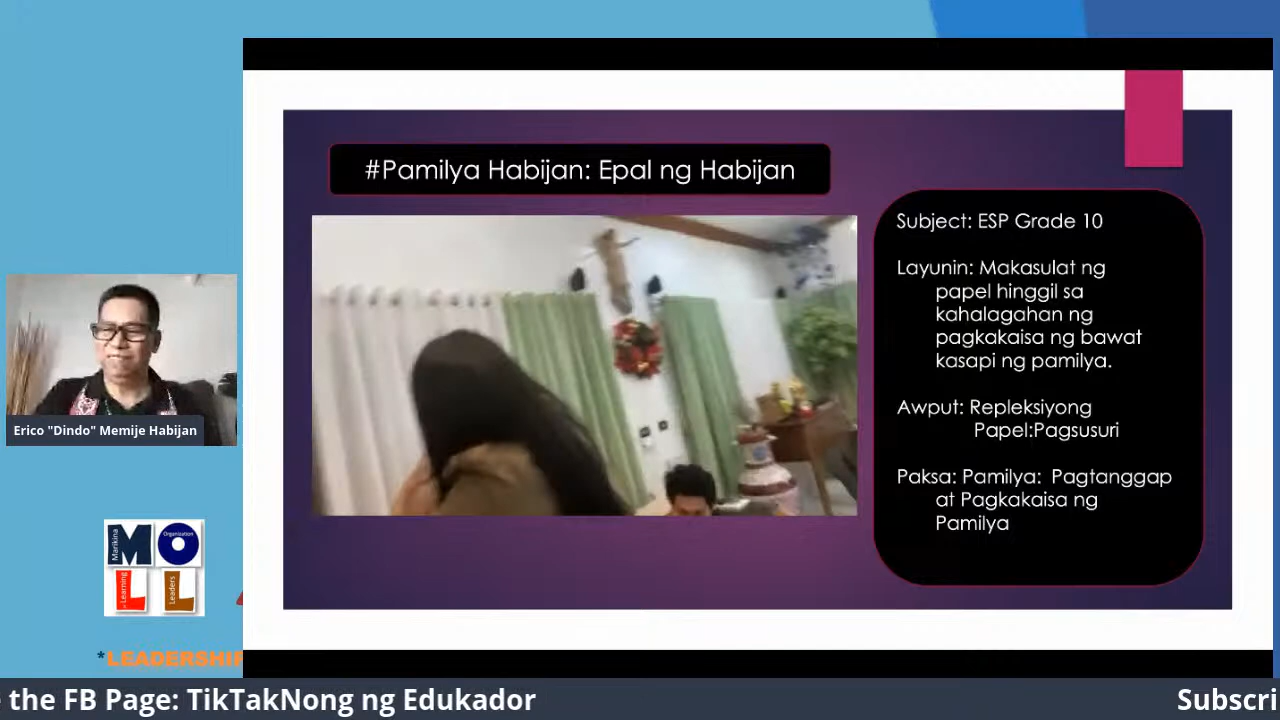 #Pamilya Habijan: Epal ng Habijan
Subject: ESP Grade 10
Layunin: Makasulat ng
papel hinggil sa
kahalagahan ng
pagkakaisa ng bawat
kasapi ng pamilya.
Awput: Repleksiyong
Papel:Pagsusuri
Paksa: Pamilya: Pagtanggap
at Pagkakaisa ng
Pamilya
Erico "Dindo" Memije Habijan
Marikina
Organization
of Learning
Leaders
*LEADERSHIP
the FB Page: TikTakNong ng Edukador
Subscri